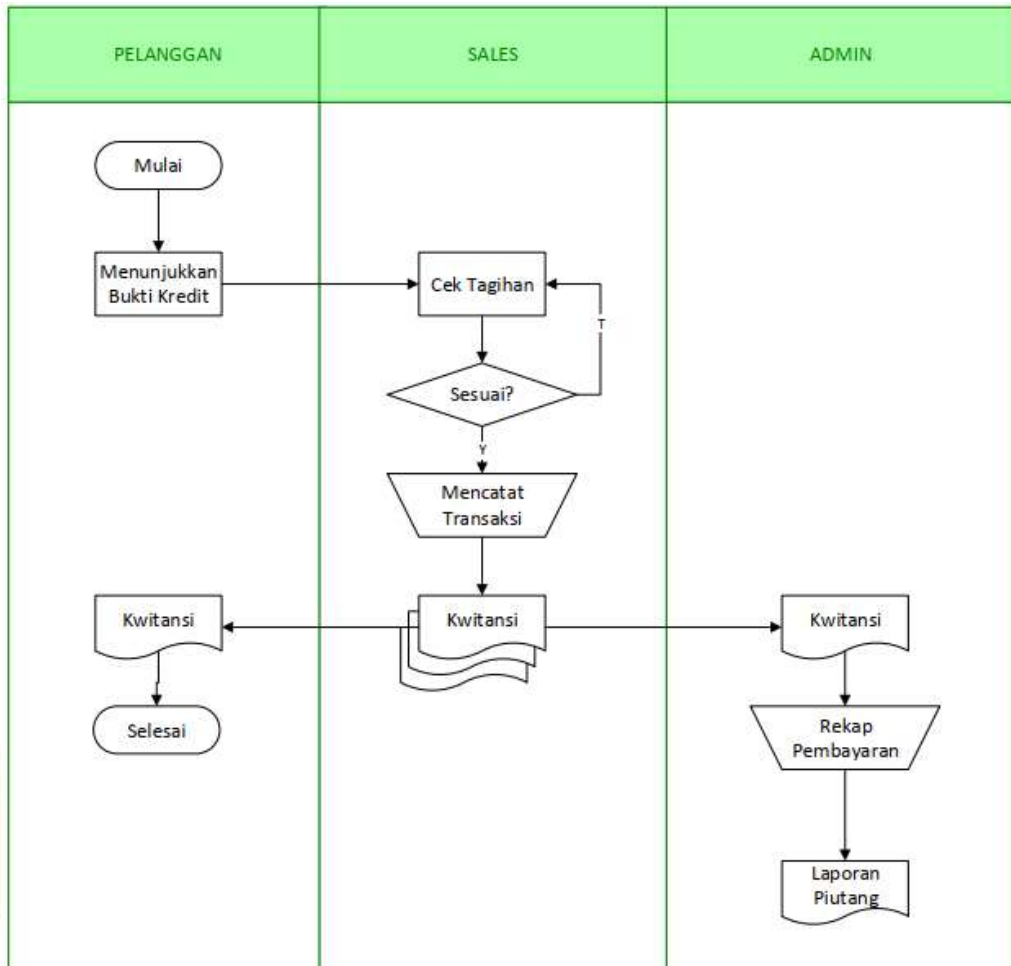 PELANGGAN
SALES
ADMIN
Mulai
Menunjukkan
Bukti Kredit
Cek Tagihan
T
Sesuai?
Y
Mencatat
Transaksi
Kwitansi
Kwitansi
Kwitansi
Selesai
Rekap
Pembayaran
Laporan
Piutang